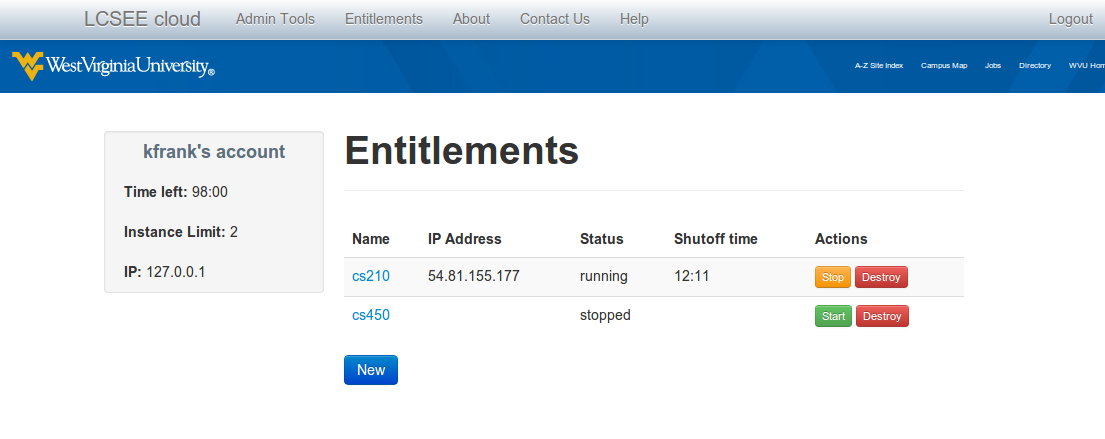 LCSEE cloud Admin Tools Entitlements About Contact Us Help Logout
WestVirginiaUniversity® A-Z Site Index Campus Map Jobs Directory WVU Hom
kfrank's account
Time left: 98:00
Instance Limit: 2
IP: 127.0.0.1
Entitlements
Name IP Address Status Shutoff time Actions
cs210 54.81.155.177 running 12:11 Stop Destroy
cs450 stopped Start Destroy
New